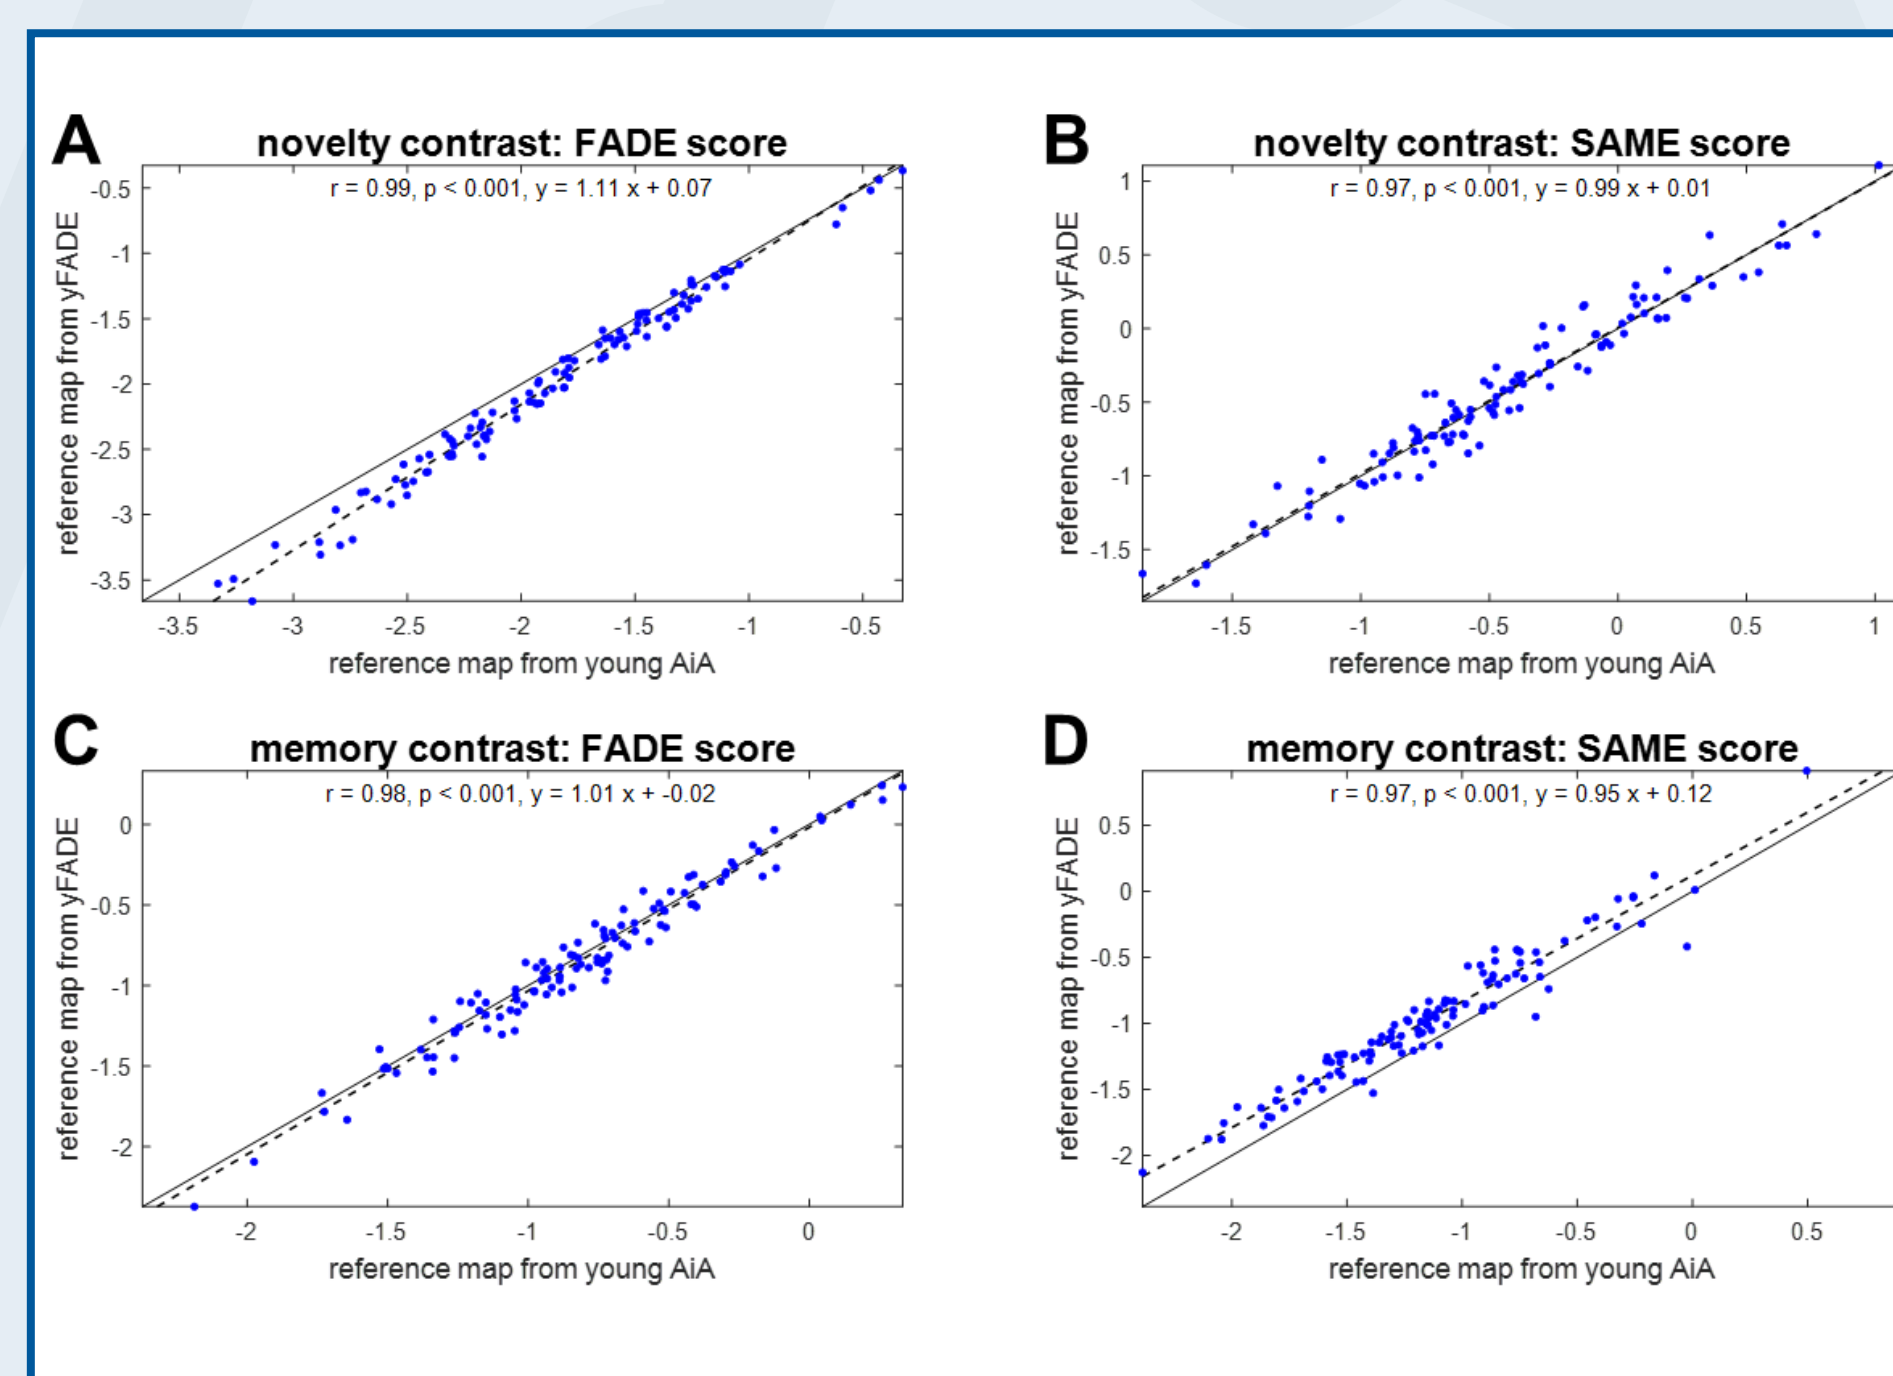 A
novelty contrast: FADE score
r = 0.99, p < 0.001, y = 1.11 x + 0.07
reference map from yFADE
-0.5
-1
-1.5
-2
-2.5
-3
-3.5
-3.5 -3 -2.5 -2 -1.5 -1 -0.5
reference map from young AiA
B
novelty contrast: SAME score
r = 0.97, p < 0.001, y = 0.99 x + 0.01
reference map from yFADE
1
0.5
0
-0.5
-1
-1.5
-1.5 -1 -0.5 0 0.5 1
reference map from young AiA
C
memory contrast: FADE score
r = 0.98, p < 0.001, y = 1.01 x + -0.02
reference map from yFADE
0
-0.5
-1
-1.5
-2
-2 -1.5 -1 -0.5 0
reference map from young AiA
D
memory contrast: SAME score
r = 0.97, p < 0.001, y = 0.95 x + 0.12
reference map from yFADE
0.5
0
-0.5
-1
-1.5
-2
-2 -1.5 -1 -0.5 0 0.5
reference map from young AiA